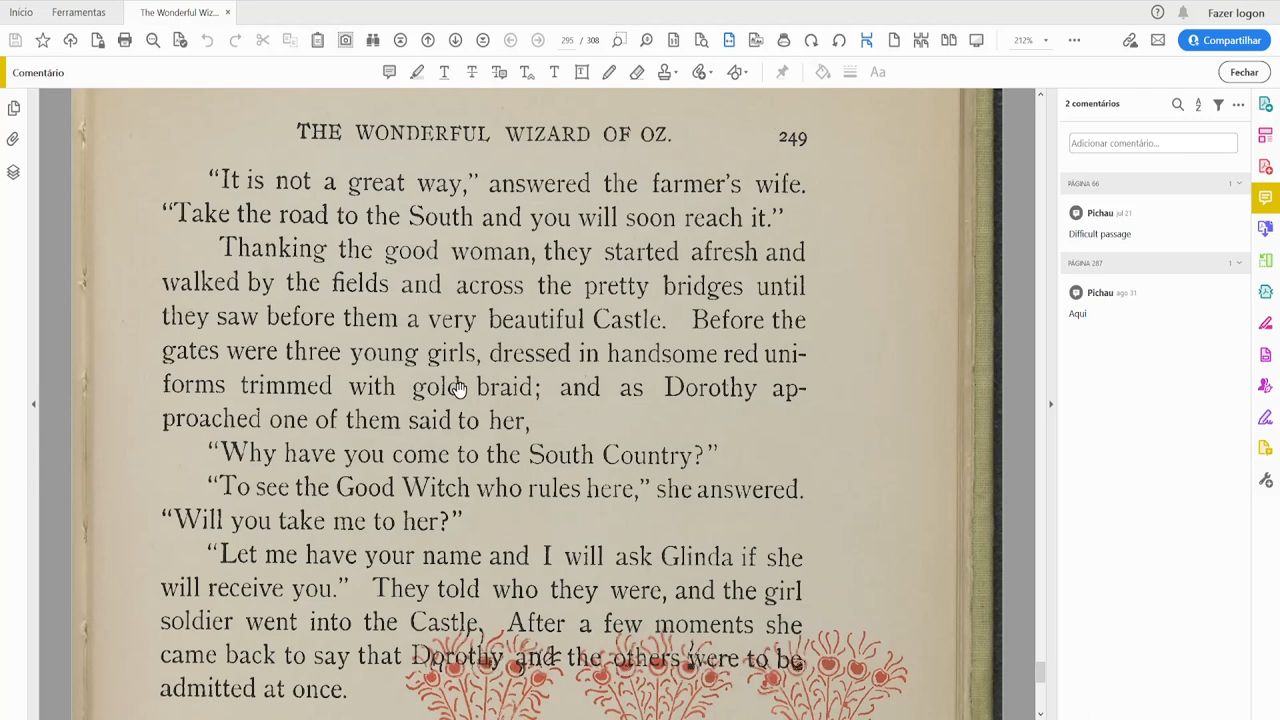 Início Ferramentas The Wonderful Wiz... × Fazer logon
295 / 308 212% Compartilhar
Comentário Fechar
THE WONDERFUL WIZARD OF OZ. 249
“It is not a great way,” answered the farmer’s wife.
“Take the road to the South and you will soon reach it.”
Thanking the good woman, they started afresh and
walked by the fields and across the pretty bridges until
they saw before them a very beautiful Castle. Before the
gates were three young girls, dressed in handsome red uni-
forms trimmed with gold braid; and as Dorothy ap-
proached one of them said to her,
“Why have you come to the South Country?”
“To see the Good Witch who rules here,” she answered.
“Will you take me to her?”
“Let me have your name and I will ask Glinda if she
will receive you.” They told who they were, and the girl
soldier went into the Castle. After a few moments she
came back to say that Dorothy and the others were to be
admitted at once.
2 comentários
Adicionar comentário...
PÁGINA 66 1
Pichau jul 21
Difficult passage
PÁGINA 287 1
Pichau ago 31
Aqui